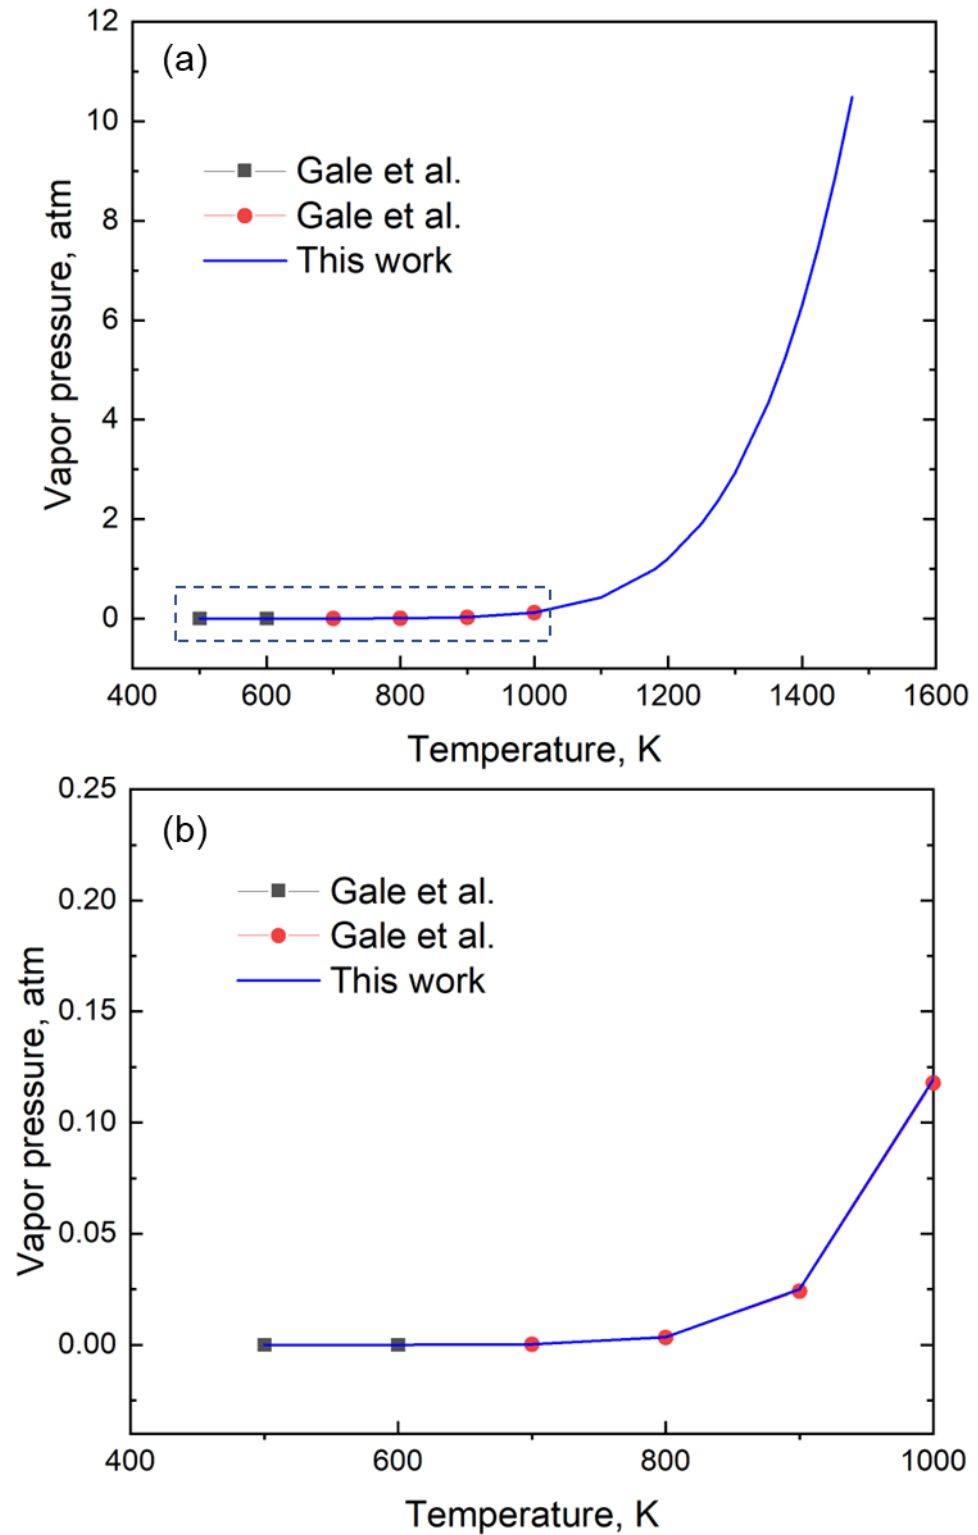 (a)
12
10
8
6
4
2
0
Vapor pressure, atm
Gale et al.
Gale et al.
This work
400 600 800 1000 1200 1400 1600
Temperature, K
(b)
0.25
0.20
0.15
0.10
0.05
0.00
Vapor pressure, atm
Gale et al.
Gale et al.
This work
400 600 800 1000
Temperature, K